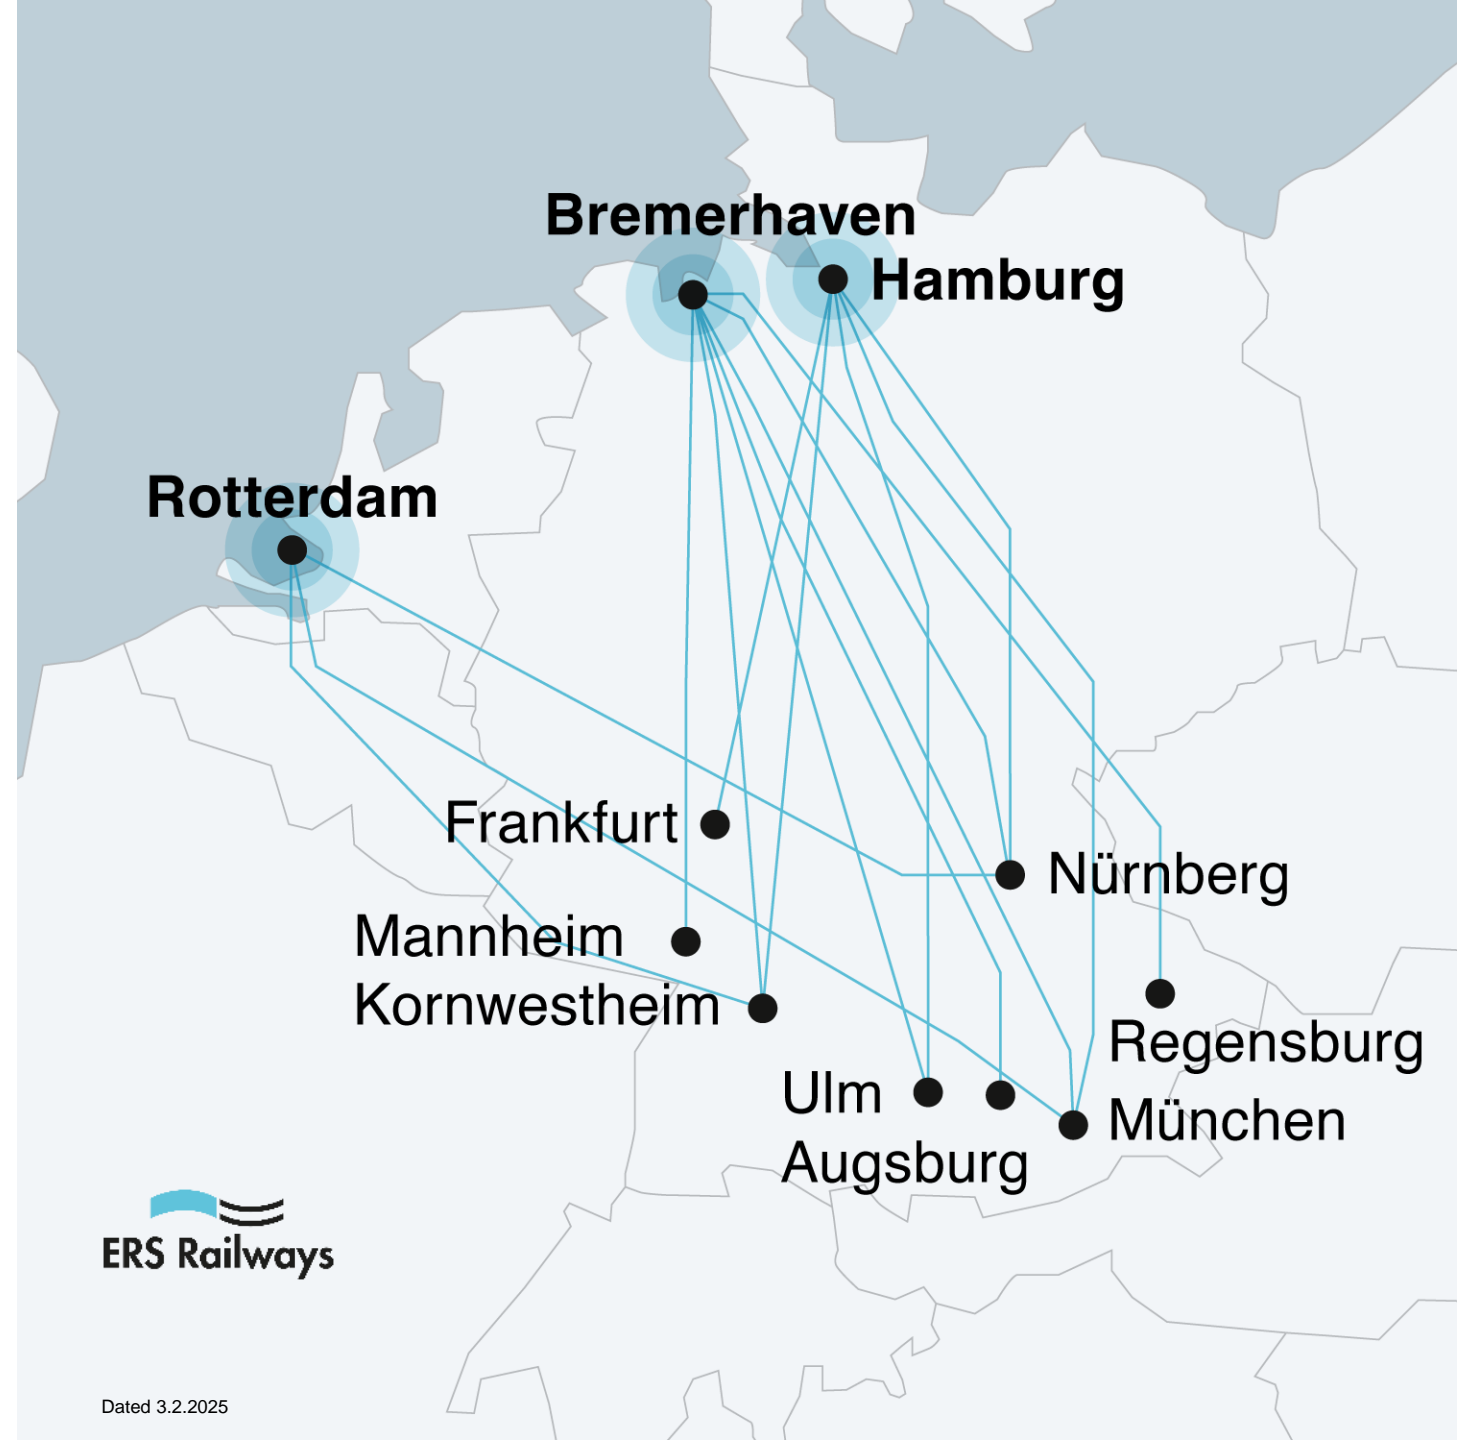 Bremerhaven
Hamburg
Rotterdam
Frankfurt
Nürnberg
Mannheim
Kornwestheim
Regensburg
Ulm
München
Augsburg
ERS Railways
Dated 3.2.2025